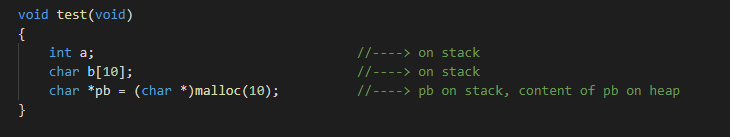 void test(void)
{
    int a;                                  //----> on stack
    char b[10];                             //----> on stack
    char *pb = (char *)malloc(10);          //----> pb on stack, content of pb on heap
}